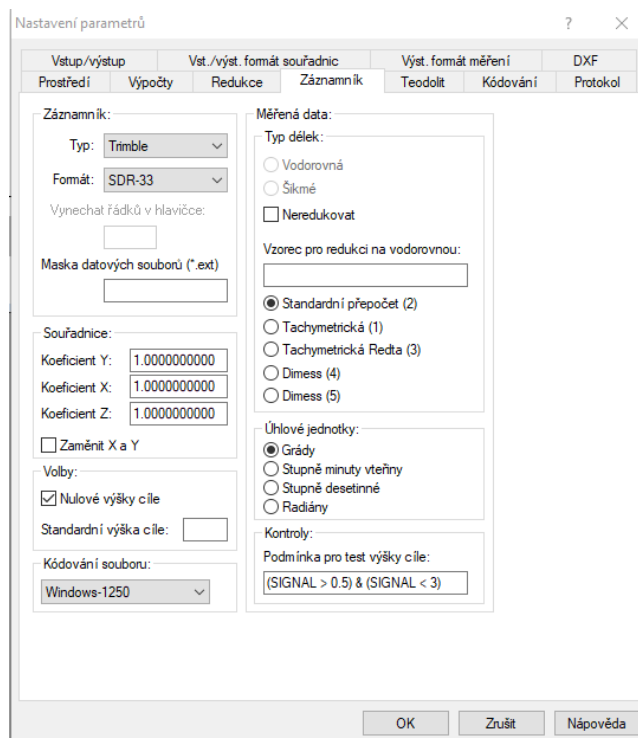 Nastavení parametrů
?
Vstup/výstup
Vst./výst. formát souřadnic
Výst. formát měření
DXF
Prostředí
Výpočty
Redukce
Záznamník
Teodolit
Kódování
Protokol
Záznamník:
Typ: Trimble
Formát: SDR-33
Vynechat řádků v hlavičce:
Maska datových souborů (*.ext)
Souřadnice:
Koeficient Y: 1.0000000000
Koeficient X: 1.0000000000
Koeficient Z: 1.0000000000
Zaměnit X a Y
Volby:
Nulové výšky cíle
Standardní výška cíle:
Kódování souboru:
Windows-1250
Měřená data:
Typ délek:
Vodorovná
Šikmé
Neredukovat
Vzorec pro redukci na vodorovnou:
Standardní přepočet (2)
Tachymetrická (1)
Tachymetrická Redta (3)
Dimess (4)
Dimess (5)
Úhlové jednotky:
Grády
Stupně minuty vteřiny
Stupně desetinné
Radiány
Kontroly:
Podmínka pro test výšky cíle:
(SIGNAL > 0.5) & (SIGNAL < 3)
OK
Zrušit
Nápověda